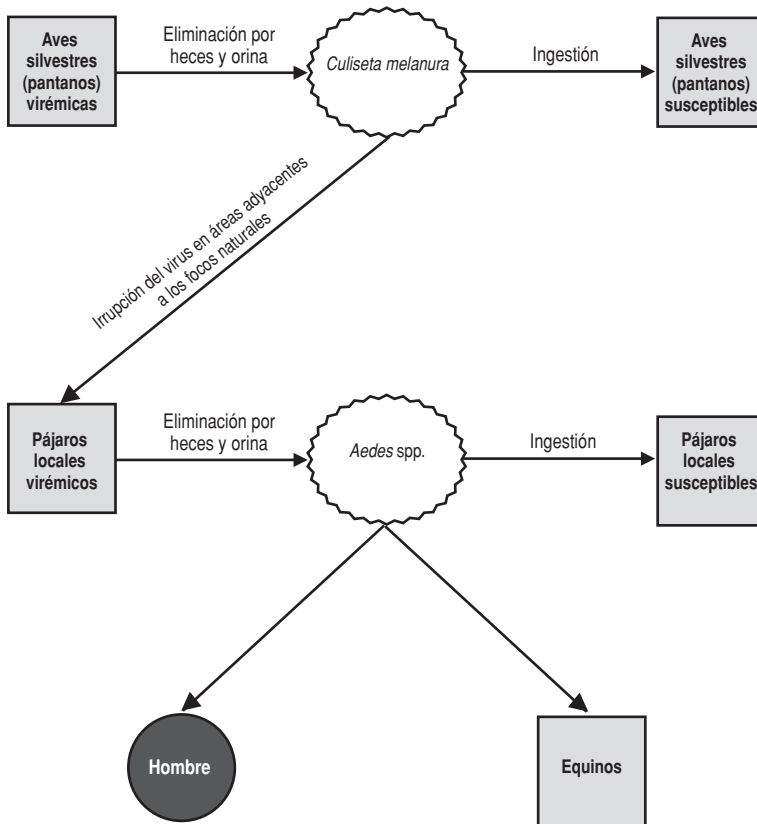 Aves
silvestres
(pantanos)
virémicas
Eliminación por
heces y orina
Culiseta melanura
Ingestión
Aves
silvestres
(pantanos)
susceptibles
Irrupción del virus en áreas adyacentes
a los focos naturales
Pájaros
locales
virémicos
Eliminación por
heces y orina
Aedes spp.
Ingestión
Pájaros
locales
susceptibles
Hombre
Equinos